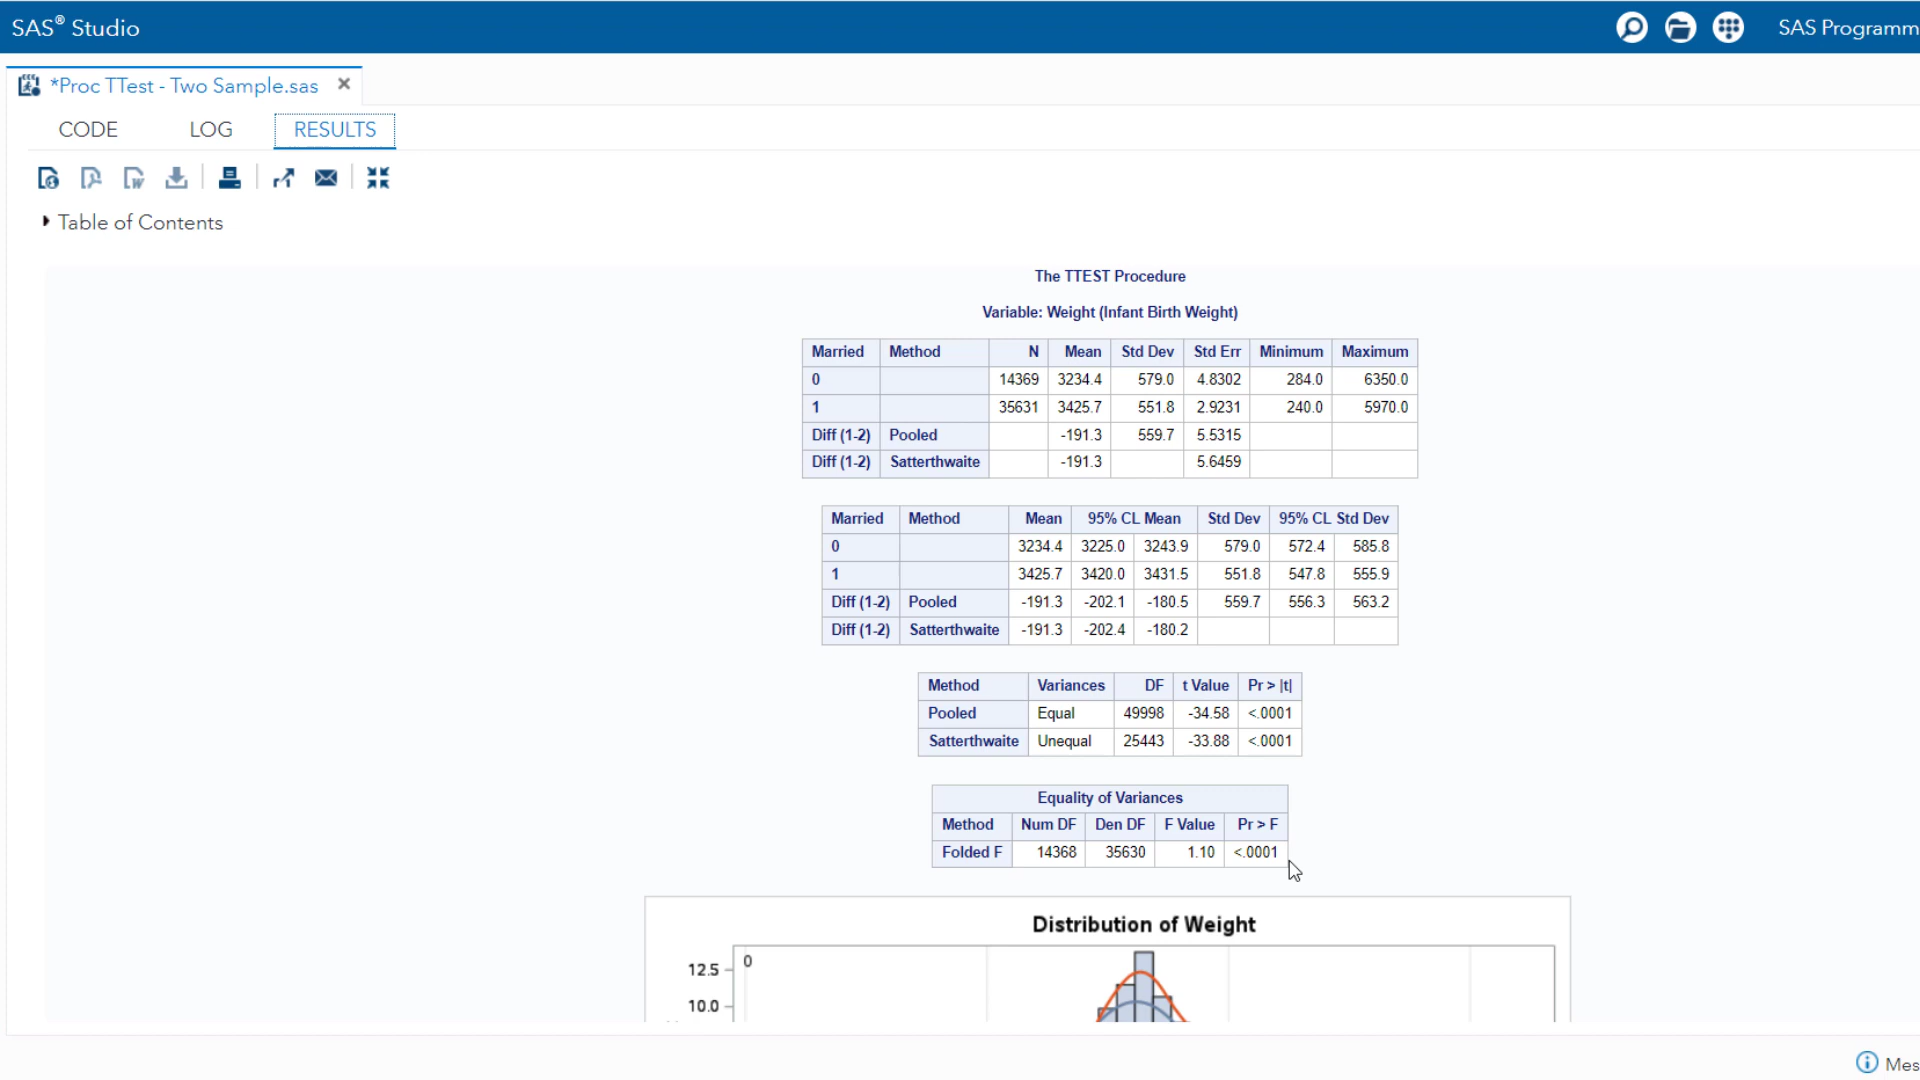 SAS® Studio
SAS Programm
*Proc TTest - Two Sample.sas
CODE LOG RESULTS
Table of Contents
The TTEST Procedure
Variable: Weight (Infant Birth Weight)
Married Method N Mean Std Dev Std Err Minimum Maximum
0 14369 3234.4 579.0 4.8302 284.0 6350.0
1 35631 3425.7 551.8 2.9231 240.0 5970.0
Diff (1-2) Pooled -191.3 559.7 5.5315
Diff (1-2) Satterthwaite -191.3 5.6459
Married Method Mean 95% CL Mean Std Dev 95% CL Std Dev
0 3234.4 3225.0 3243.9 579.0 572.4 585.8
1 3425.7 3420.0 3431.5 551.8 547.8 555.9
Diff (1-2) Pooled -191.3 -202.1 -180.5 559.7 556.3 563.2
Diff (1-2) Satterthwaite -191.3 -202.4 -180.2
Method Variances DF t Value Pr > |t|
Pooled Equal 49998 -34.58 <.0001
Satterthwaite Unequal 25443 -33.88 <.0001
Equality of Variances
Method Num DF Den DF F Value Pr > F
Folded F 14368 35630 1.10 <.0001
Distribution of Weight
0
12.5
10.0
Mes